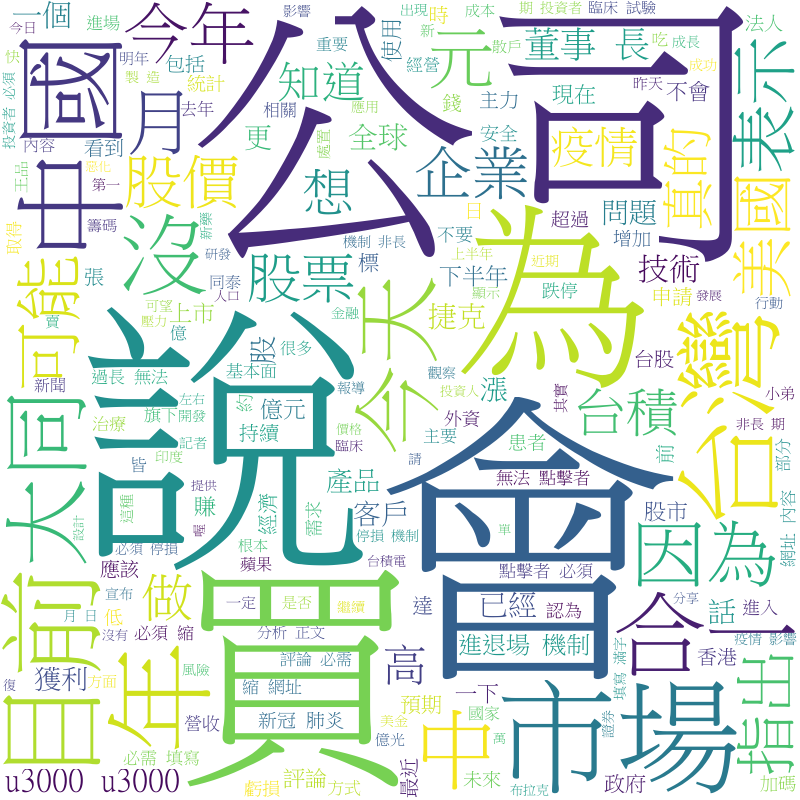 一個
進場
今年
影響
今日
快
明年
製 造
投資者 必須
內容
中國
看到
包括
統計
去年
月
股價
第一
惡化
王品
籌碼
取得
新藥
研發
公司
出現
成本
新
期 投資者
臨床 試驗
重要
使用
時
散戶
經營
元
董事 長
吃
成長
法人
成功
昨天
不會
現在
主力
錢
知道
相關
應用
更
全球
處置
安全
企業
疫情
真的
表示
美國
想
日
超過
問題
增加
不要
機制 非長
上半年
近期
下半年
技術
標
顯示
跌停
申請
發展
行動
金融
人口
同泰
沒
張
股票
可能
賣
可望
壓力
上市
億
捷克
為
台灣
台股
小弟
新聞
過長 無法
基本面
很多
股
今天
報導
觀察
投資人
漲
其實
大同
說
治療
左右
旗下
開發
約
億元
價格
外資
台積
非長 期
記者
持續
臨床
主要
患者
前
部分
皆
印度
請
會
產品
無法 點擊者
因為
網址 內容
這種
提供
賺
經濟
需求
客戶
單
股市
設計
幅
根本
停損 機制
必須 停損
應該
蘋果
台積電
點擊者 必須
目前
月 日
宣布
低
做
買
一定
是否
繼續
達
已經
認為
合一
話
進入
分享
沒有
必須 縮
分析 正文
高
進退場 機制
香港
疫情 影響
復
獲利
風險
評論 必需
年
方面
縮 網址
預期
一下
市場
指出
填寫 滿字
營收
新冠 肺炎
美金
國家
中
證券
萬
必需 填寫
億光
u3000
u3000
虧損
評論
方式
最近
未來
布拉克
政府
加碼